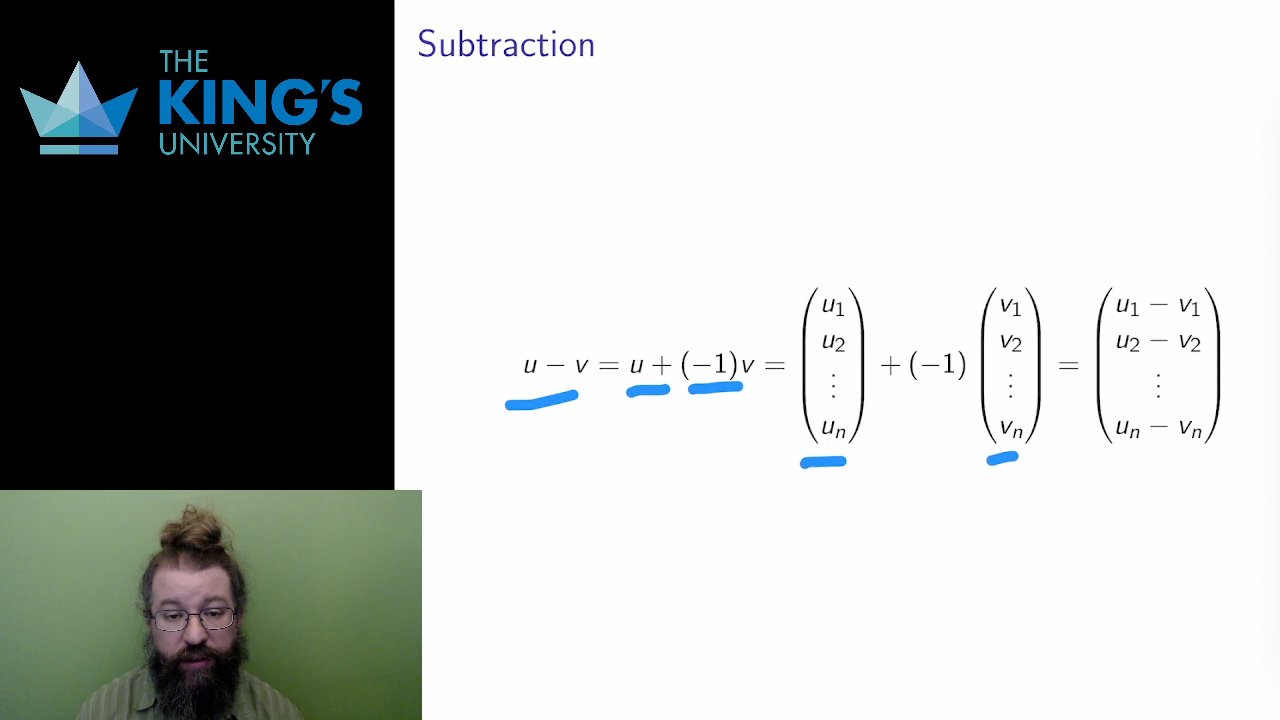 THE
KING'S
UNIVERSITY
Subtraction
u − v = u + (−1)v = (u₁ u₂ ⋮ uₙ) + (−1) (v₁ v₂ ⋮ vₙ) = (u₁ − v₁ u₂ − v₂ ⋮ uₙ − vₙ)